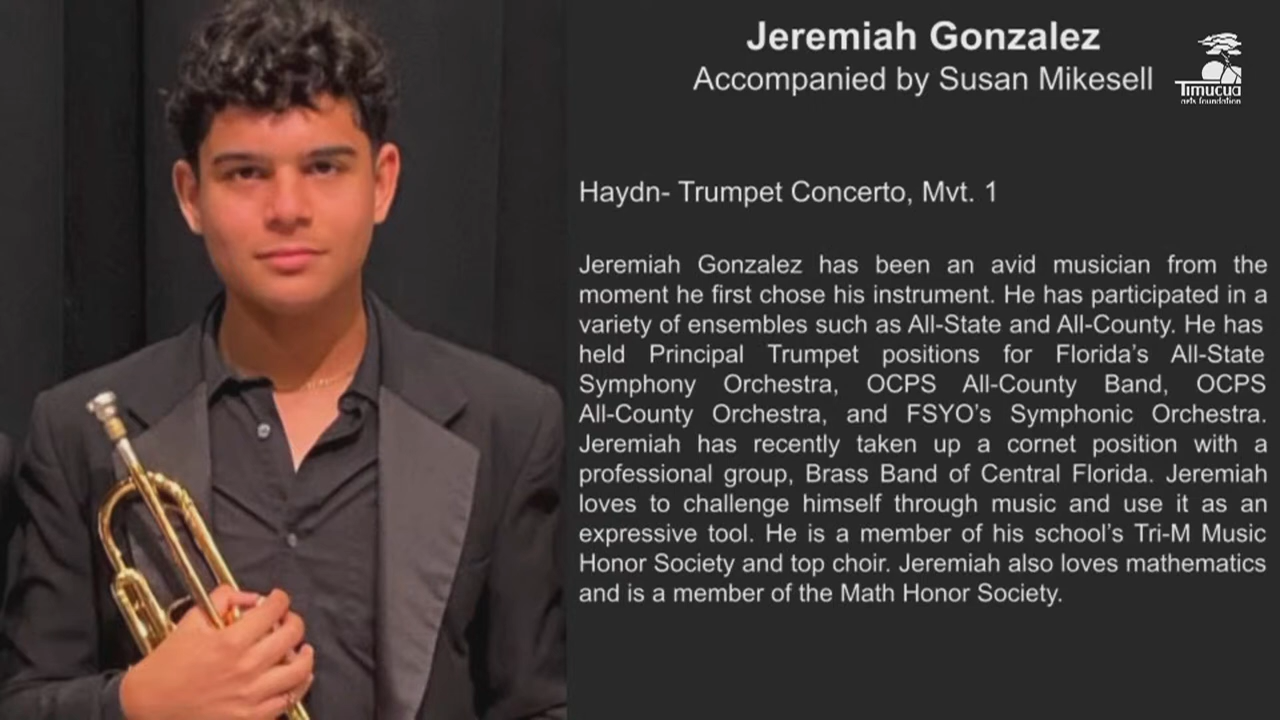 Jeremiah Gonzalez
Accompanied by Susan Mikesell
Timucua
arts foundation
Haydn- Trumpet Concerto, Mvt. 1
Jeremiah Gonzalez has been an avid musician from the
moment he first chose his instrument. He has participated in a
variety of ensembles such as All-State and All-County. He has
held Principal Trumpet positions for Florida’s All-State
Symphony Orchestra, OCPS All-County Band, OCPS
All-County Orchestra, and FSYO’s Symphonic Orchestra.
Jeremiah has recently taken up a cornet position with a
professional group, Brass Band of Central Florida. Jeremiah
loves to challenge himself through music and use it as an
expressive tool. He is a member of his school’s Tri-M Music
Honor Society and top choir. Jeremiah also loves mathematics
and is a member of the Math Honor Society.